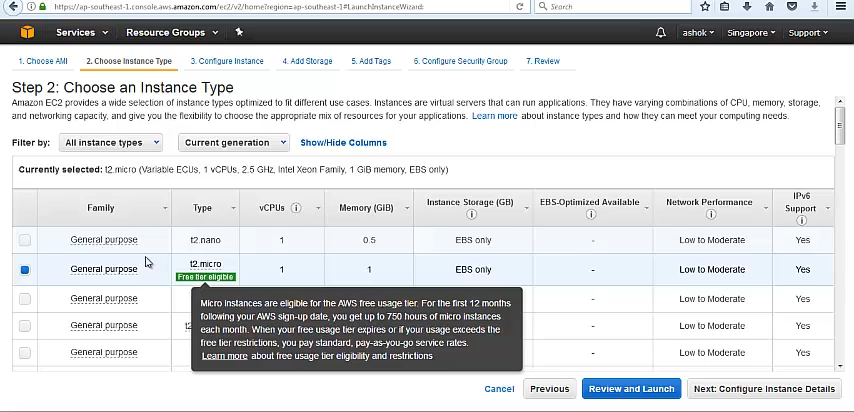 https://ap-southeast-1.console.aws.amazon.com/ec2/v2/home?region=ap-southeast-1#LaunchInstanceWizard:
Search
Services
Resource Groups
ashok
Singapore
Support
1. Choose AMI
2. Choose Instance Type
3. Configure Instance
4. Add Storage
5. Add Tags
6. Configure Security Group
7. Review
Step 2: Choose an Instance Type
Amazon EC2 provides a wide selection of instance types optimized to fit different use cases. Instances are virtual servers that can run applications. They have varying combinations of CPU, memory, storage,
and networking capacity, and give you the flexibility to choose the appropriate mix of resources for your applications. Learn more about instance types and how they can meet your computing needs.
Filter by:
All instance types
Current generation
Show/Hide Columns
Currently selected: t2.micro (Variable ECUs, 1 vCPUs, 2.5 GHz, Intel Xeon Family, 1 GiB memory, EBS only)
Family
Type
vCPUs
Memory (GiB)
Instance Storage (GB)
EBS-Optimized Available
Network Performance
IPv6
Support
General purpose
t2.nano
1
0.5
EBS only
-
Low to Moderate
Yes
General purpose
t2.micro
Free tier eligible
1
1
EBS only
-
Low to Moderate
Yes
General purpose
-
Low to Moderate
Yes
General purpose
-
Low to Moderate
Yes
General purpose
-
Low to Moderate
Yes
Micro instances are eligible for the AWS free usage tier. For the first 12 months
following your AWS sign-up date, you get up to 750 hours of micro instances
each month. When your free usage tier expires or if your usage exceeds the
free tier restrictions, you pay standard, pay-as-you-go service rates.
Learn more about free usage tier eligibility and restrictions
Cancel
Previous
Review and Launch
Next: Configure Instance Details